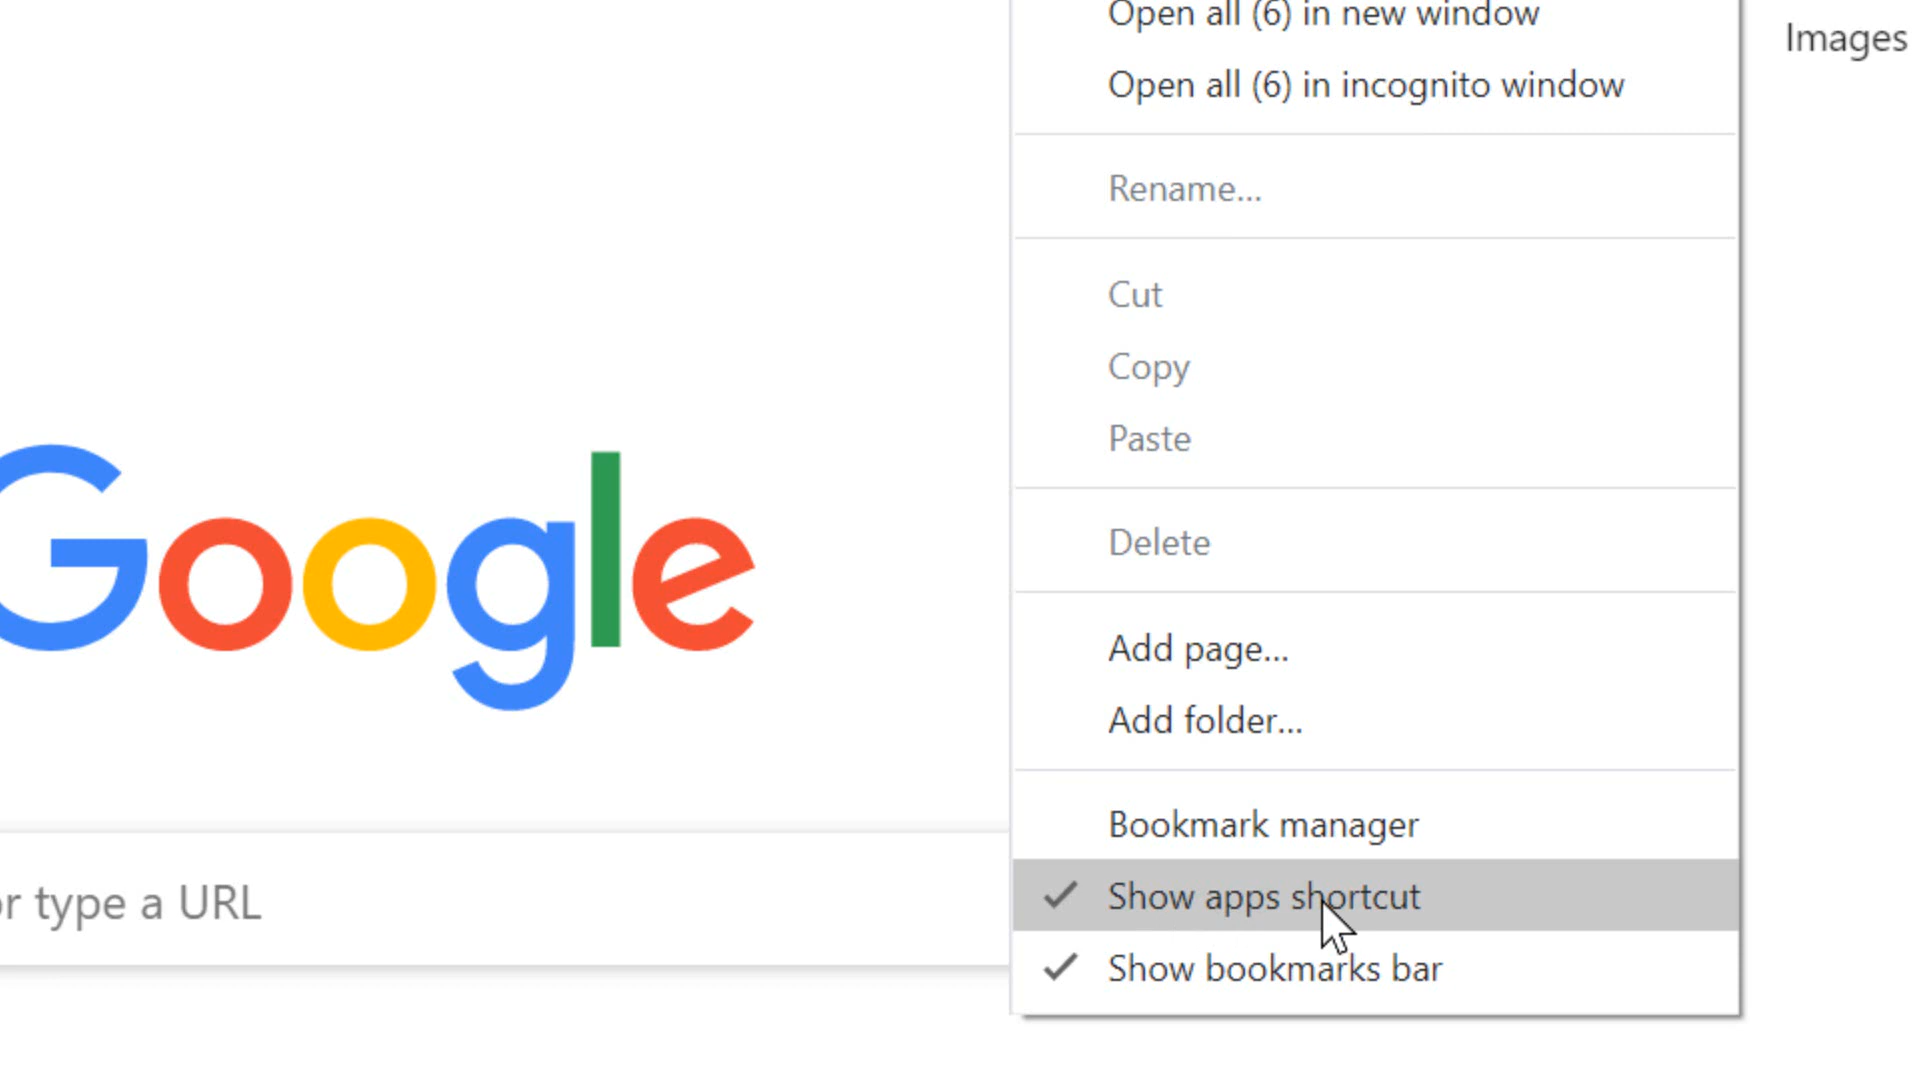 Open all (6) in new window
Images
Open all (6) in incognito window
Rename...
Cut
Copy
Paste
Delete
Google
Add page...
Add folder...
Bookmark manager
Show apps shortcut
or type a URL
Show bookmarks bar